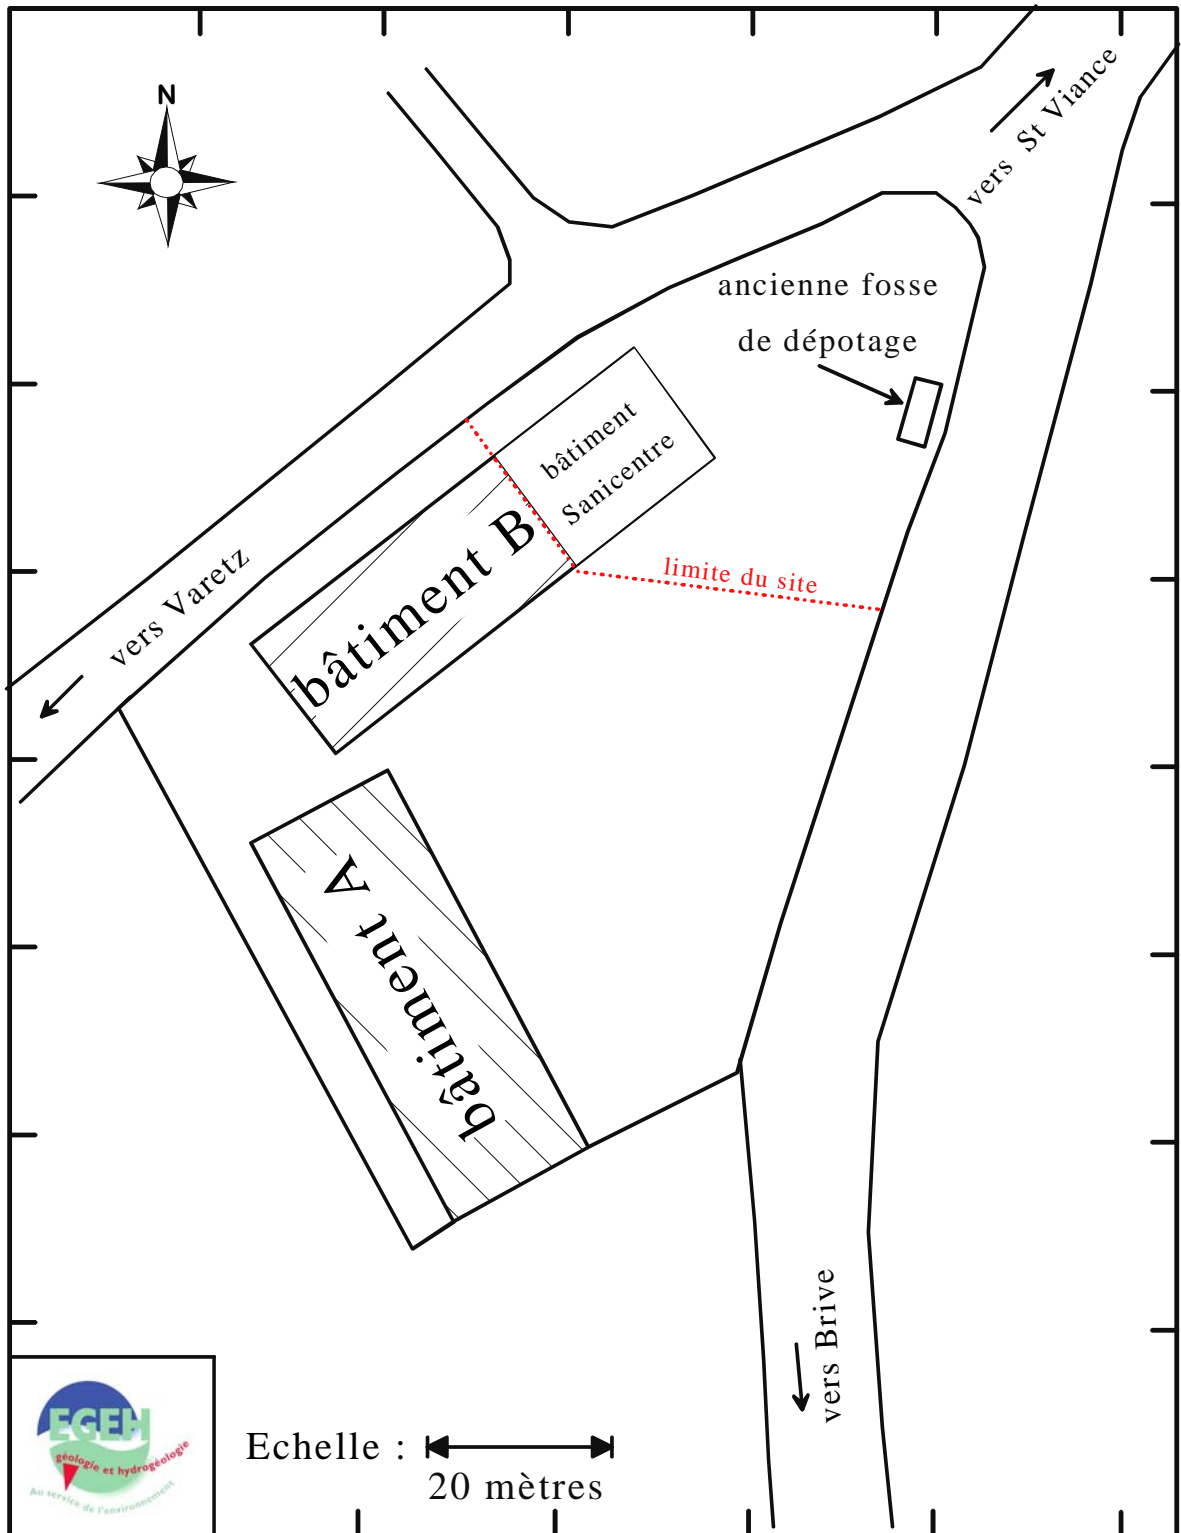 N
vers St Viance
ancienne fosse
de dépotage
bâtiment
Sanicentre
bâtiment B
limite du site
vers Varetz
bâtiment A
vers Brive
EGEH
géologie et hydrogéologie
Au service de l'environnement
Echelle :
20 mètres